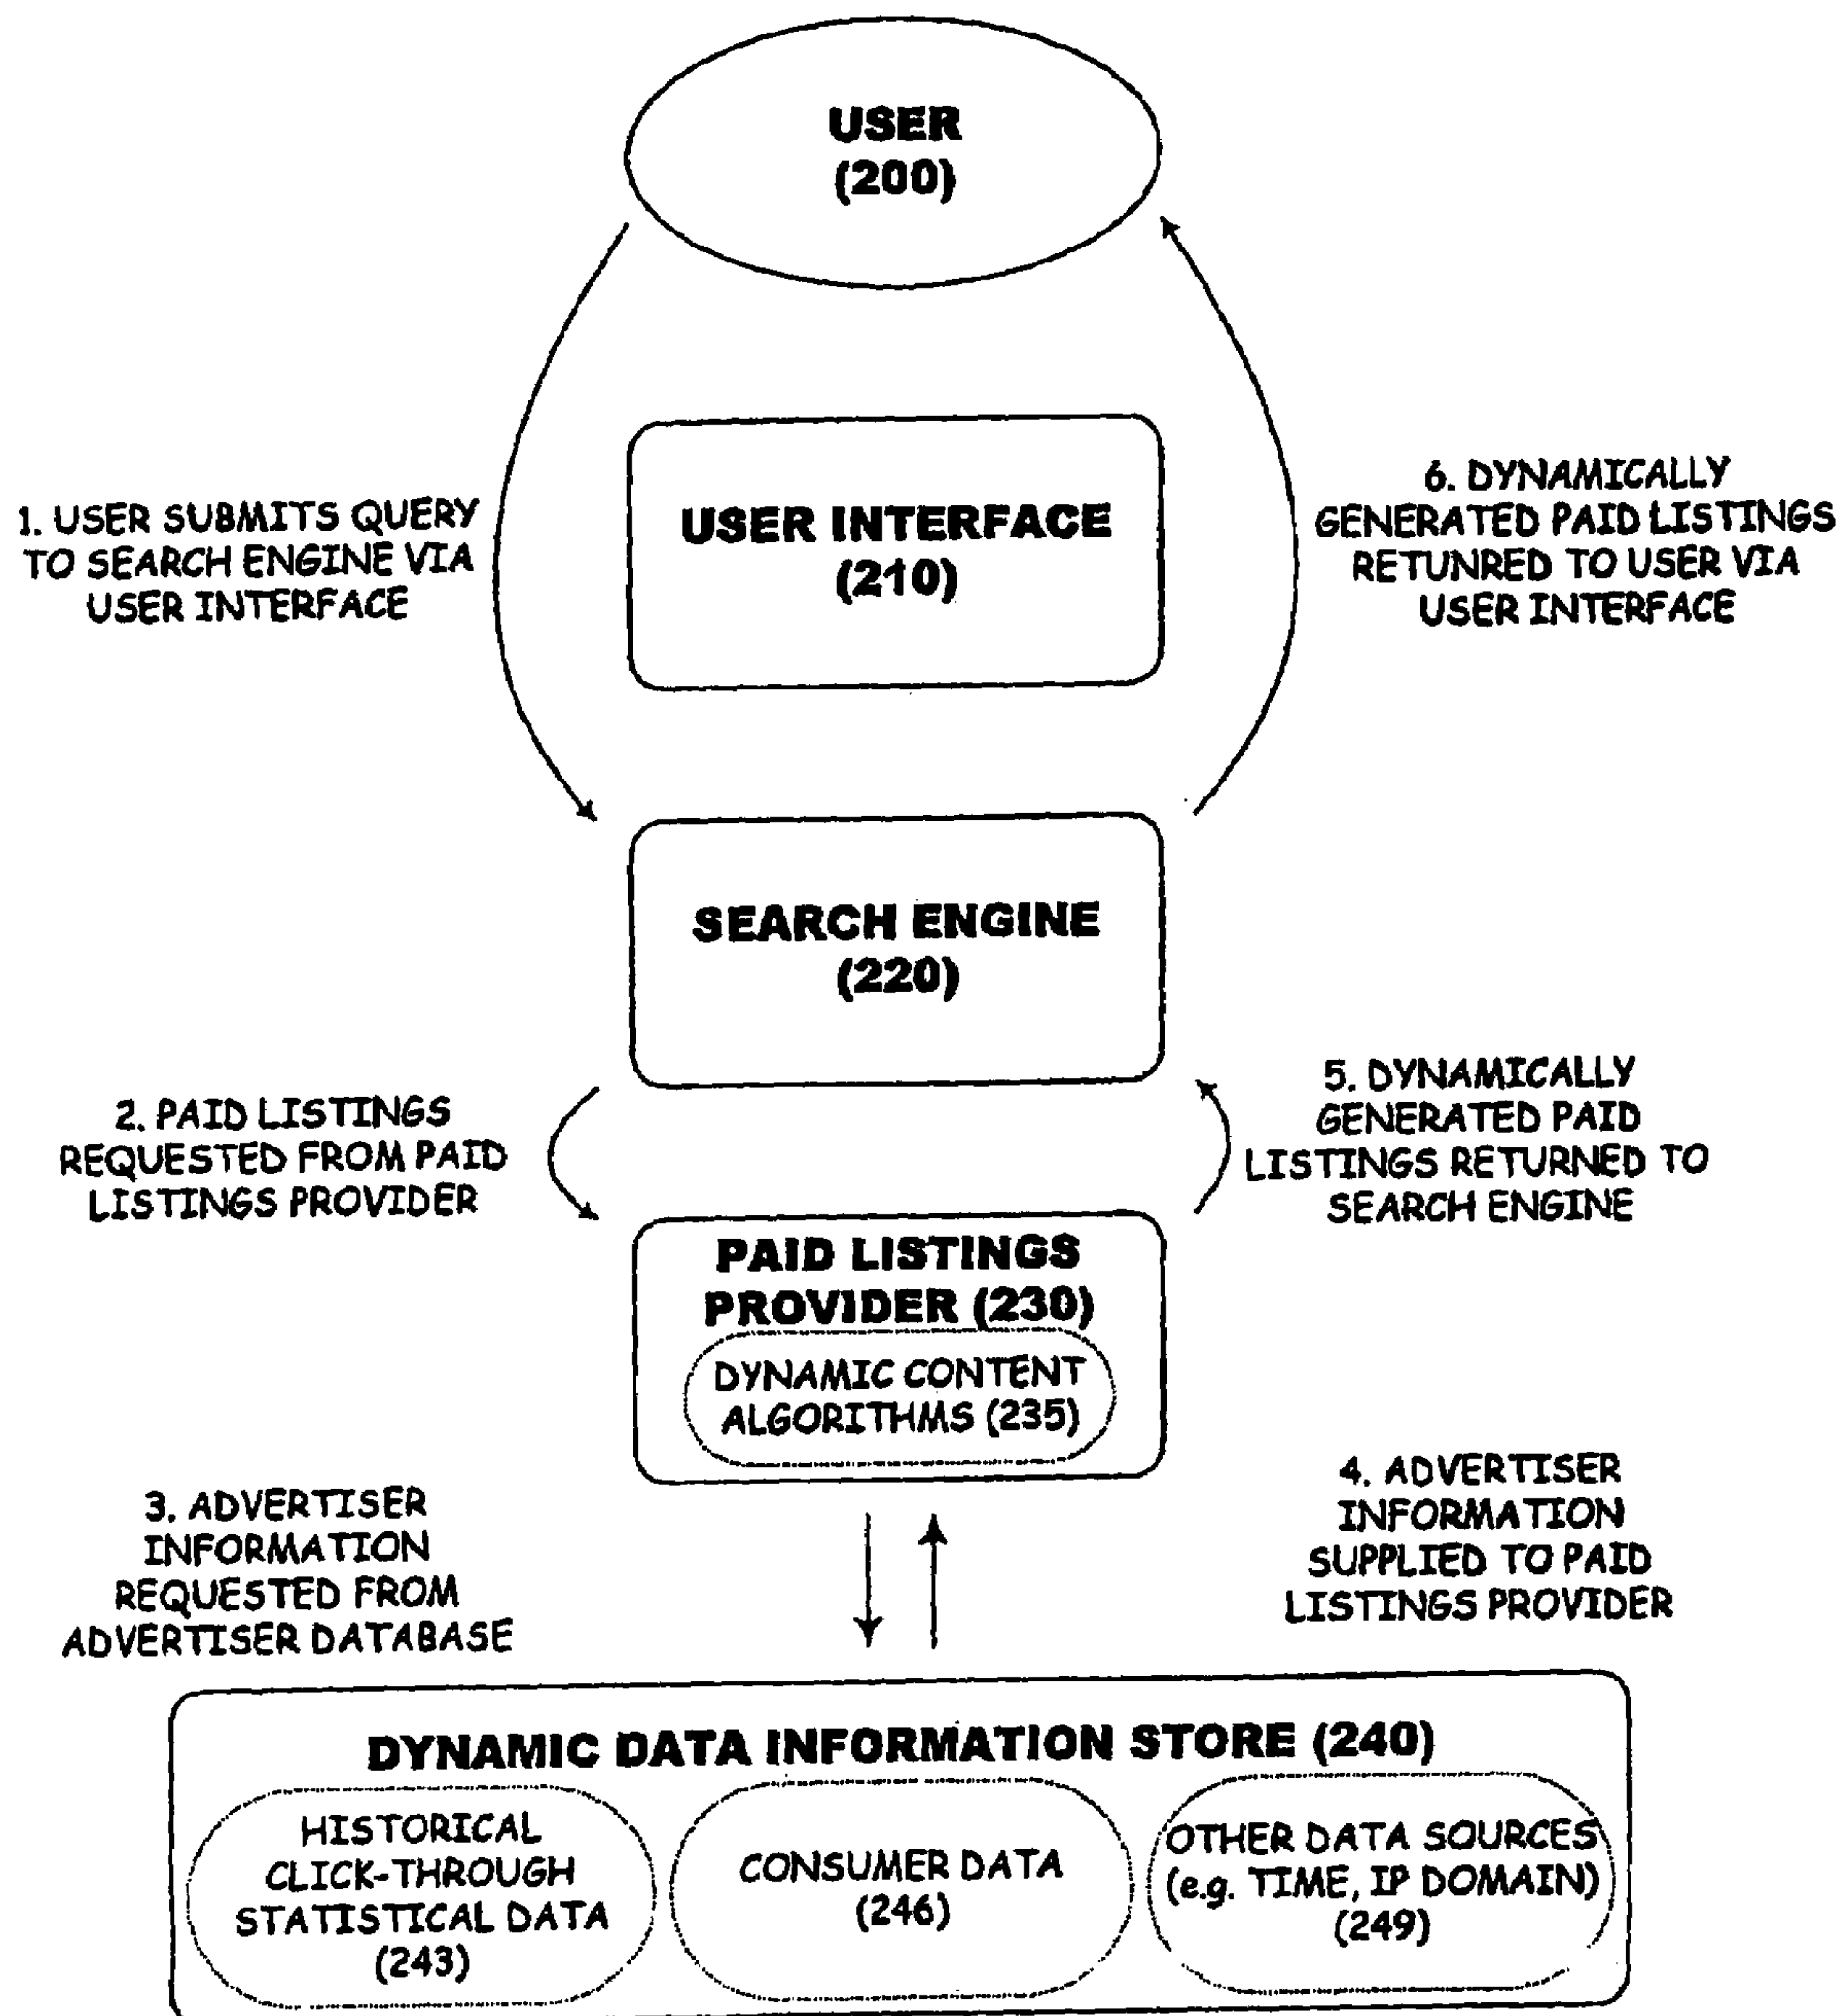 USER
(200)
1. USER SUBMITS QUERY
TO SEARCH ENGINE VIA
USER INTERFACE
USER INTERFACE
(210)
6. DYNAMICALLY
GENERATED PAID LISTINGS
RETUNRED TO USER VIA
USER INTERFACE
SEARCH ENGINE
(220)
2. PAID LISTINGS
REQUESTED FROM PAID
LISTINGS PROVIDER
5. DYNAMICALLY
GENERATED PAID
LISTINGS RETURNED TO
SEARCH ENGINE
PAID LISTINGS
PROVIDER (230)
DYNAMIC CONTENT
ALGORITHMS (235)
3. ADVERTISER
INFORMATION
REQUESTED FROM
ADVERTISER DATABASE
4. ADVERTISER
INFORMATION
SUPPLIED TO PAID
LISTINGS PROVIDER
DYNAMIC DATA INFORMATION STORE (240)
HISTORICAL
CLICK-THROUGH
STATISTICAL DATA
(243)
CONSUMER DATA
(246)
OTHER DATA SOURCES
(e.g. TIME, IP DOMAIN)
(249)